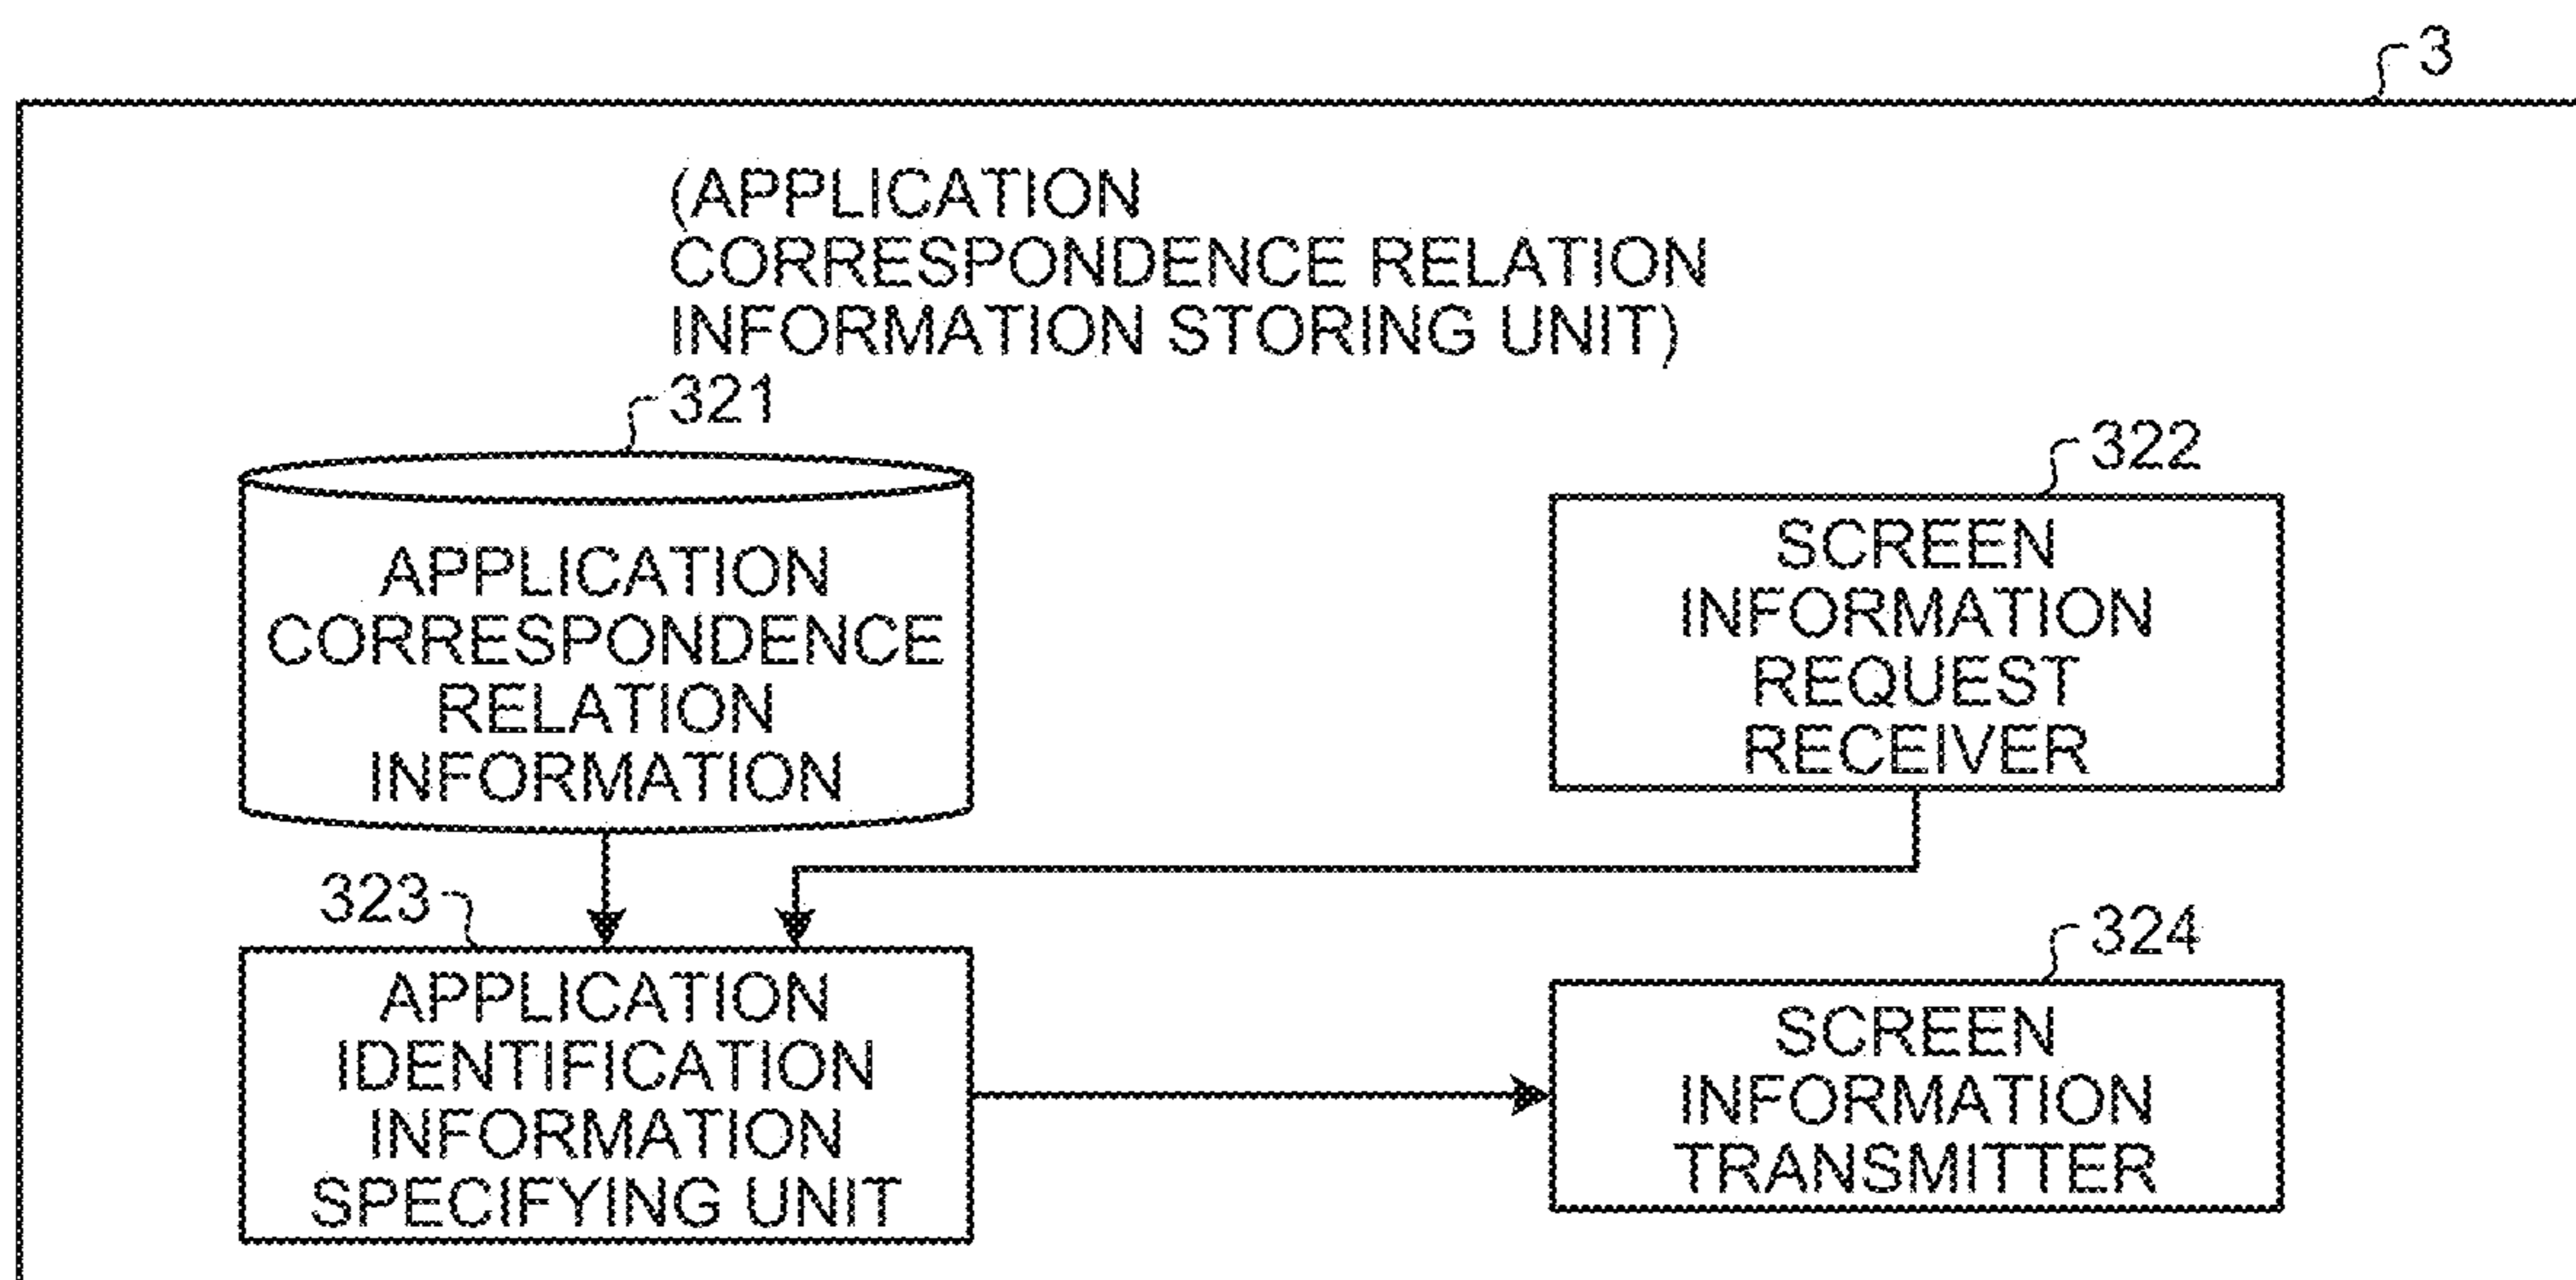 3
(APPLICATION
CORRESPONDENCE RELATION
INFORMATION STORING UNIT)
321
APPLICATION
CORRESPONDENCE
RELATION
INFORMATION
322
SCREEN
INFORMATION
REQUEST
RECEIVER
323
APPLICATION
IDENTIFICATION
INFORMATION
SPECIFYING UNIT
324
SCREEN
INFORMATION
TRANSMITTER